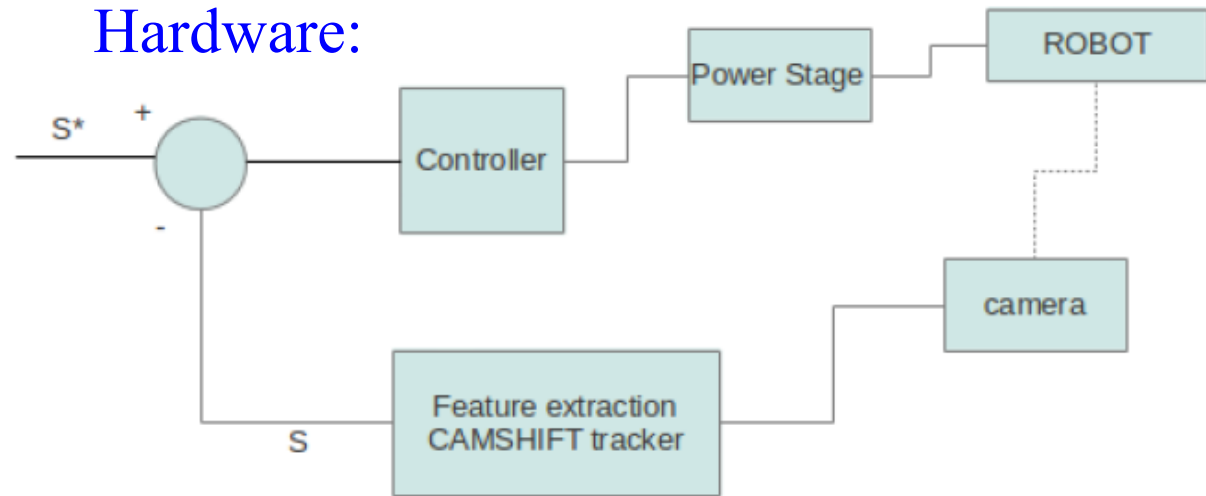 Hardware:
ROBOT
Power Stage
+
S*
Controller
-
camera
Feature extraction
CAMSHIFT tracker
S